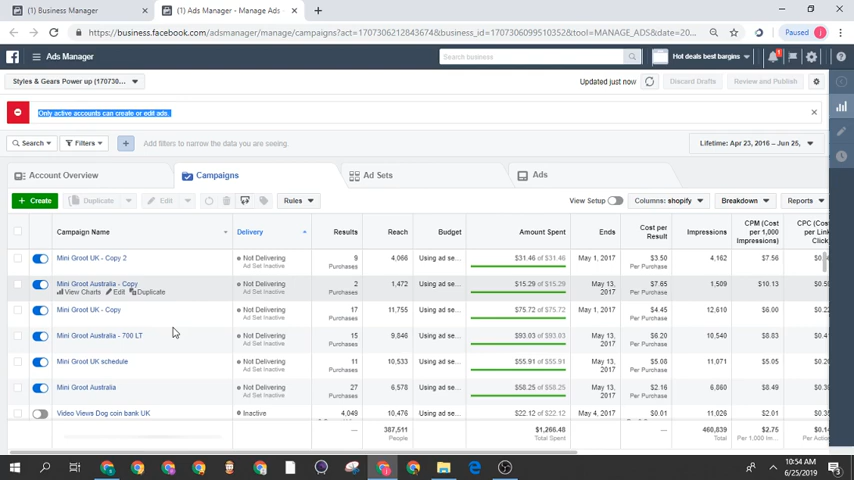 (1) Business Manager
(1) Ads Manager - Manage Ads
https://business.facebook.com/adsmanager/manage/campaigns?act=1707306212843674&business_id=1707306099510352&tool=MANAGE_ADS&date=20...
Paused
Ads Manager
Search business
Hot deals best bargins
1
Styles & Gears Power up (170730...
Updated just now
Discard Drafts
Review and Publish
Only active accounts can create or edit ads.
Search
Filters
Add filters to narrow the data you are seeing.
Lifetime: Apr 23, 2016 – Jun 25,
Account Overview
Campaigns
Ad Sets
Ads
+ Create
Duplicate
Edit
Rules
View Setup
Columns: shopify
Breakdown
Reports
Campaign Name Delivery Results Reach Budget Amount Spent Ends Cost per Result Impressions CPM (Cost per 1,000 Impressions) CPC (Cost per Link Click)
Mini Groot UK - Copy 2 Not Delivering 9 4,066 Using ad se... $31.46 of $31.46 May 1, 2017 $3.50 4,162 $7.56
Ad Set Inactive Purchases Per Purchase
Mini Groot Australia - Copy Not Delivering 2 1,472 Using ad se... $15.29 of $15.29 May 13, 2017 $7.65 1,509 $10.13
View Charts Edit Duplicate Ad Set Inactive Purchases Per Purchase
Mini Groot UK - Copy Not Delivering 17 11,755 Using ad se... $75.72 of $75.72 May 1, 2017 $4.45 12,610 $6.00
Ad Set Inactive Purchases Per Purchase
Mini Groot Australia - 700 LT Not Delivering 15 9,846 Using ad se... $93.03 of $93.03 May 13, 2017 $6.20 10,540 $8.83
Ad Set Inactive Purchases Per Purchase
Mini Groot UK schedule Not Delivering 11 10,533 Using ad se... $55.91 of $55.91 May 1, 2017 $5.08 11,071 $5.05
Ad Set Inactive Purchases Per Purchase
Mini Groot Australia Not Delivering 27 6,578 Using ad se... $58.25 of $58.25 May 13, 2017 $2.16 6,860 $8.49
Ad Set Inactive Purchases Per Purchase
Video Views Dog coin bank UK Inactive 4,049 10,476 Using ad se... $22.12 of $22.12 May 4, 2017 $0.01 11,026 $2.01
— 387,511 $1,266.48 — 460,839 $2.75
People Total Spent Total Per 1,000 Im... Per Action
10:54 AM
6/25/2019
3